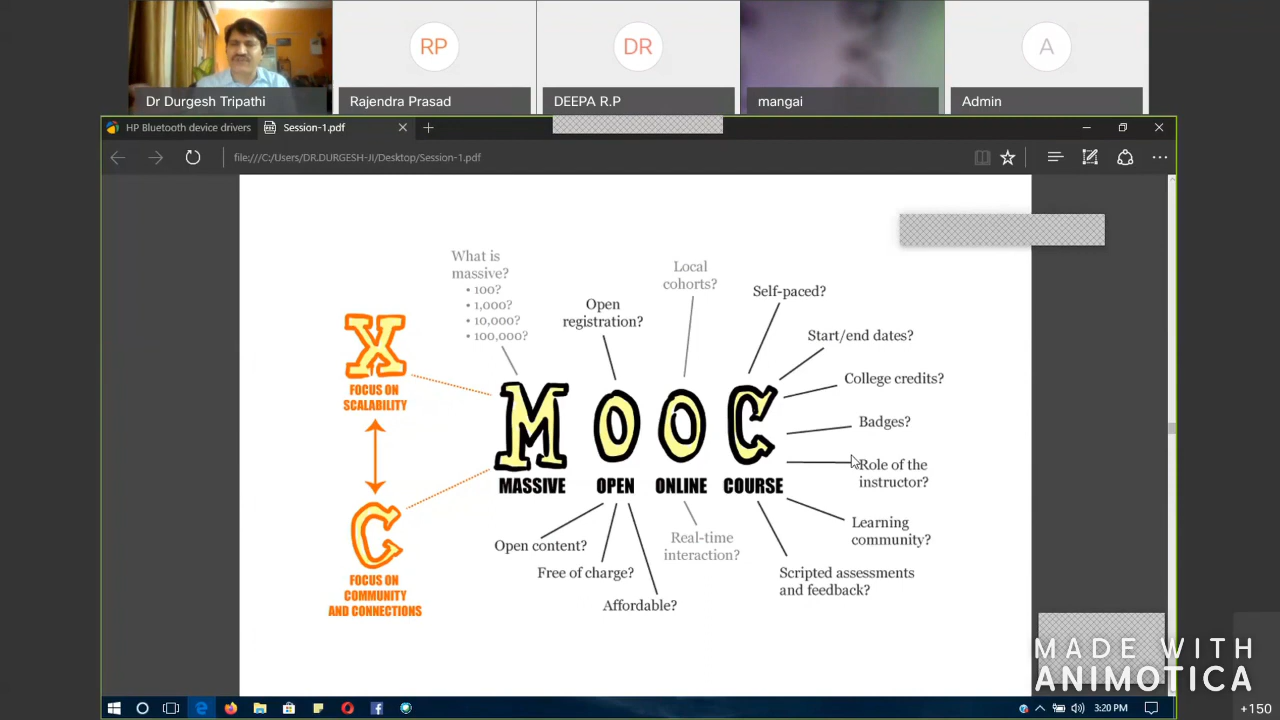 RP
DR
A
Dr Durgesh Tripathi
Rajendra Prasad
DEEPA R.P
mangai
Admin
HP Bluetooth device drivers
Session-1.pdf
file:///C:/Users/DR.DURGESH-JI/Desktop/Session-1.pdf
What is
massive?
• 100?
• 1,000?
• 10,000?
• 100,000?
Open
registration?
Local
cohorts?
Self-paced?
Start/end dates?
College credits?
Badges?
Role of the
instructor?
Learning
community?
Scripted assessments
and feedback?
X
FOCUS ON
SCALABILITY
C
FOCUS ON
COMMUNITY
AND CONNECTIONS
MOOC
MASSIVE OPEN ONLINE COURSE
Open content?
Free of charge?
Affordable?
Real-time
interaction?
MADE WITH
ANIMOTICA
3:20 PM
+150